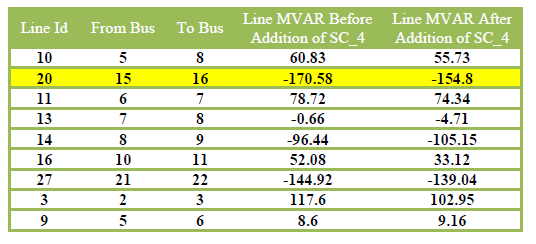 Line Id From Bus To Bus Line MVAR Before Addition of SC_4 Line MVAR After Addition of SC_4
10 5 8 60.83 55.73
20 15 16 -170.58 -154.8
11 6 7 78.72 74.34
13 7 8 -0.66 -4.71
14 8 9 -96.44 -105.15
16 10 11 52.08 33.12
27 21 22 -144.92 -139.04
3 2 3 117.6 102.95
9 5 6 8.6 9.16